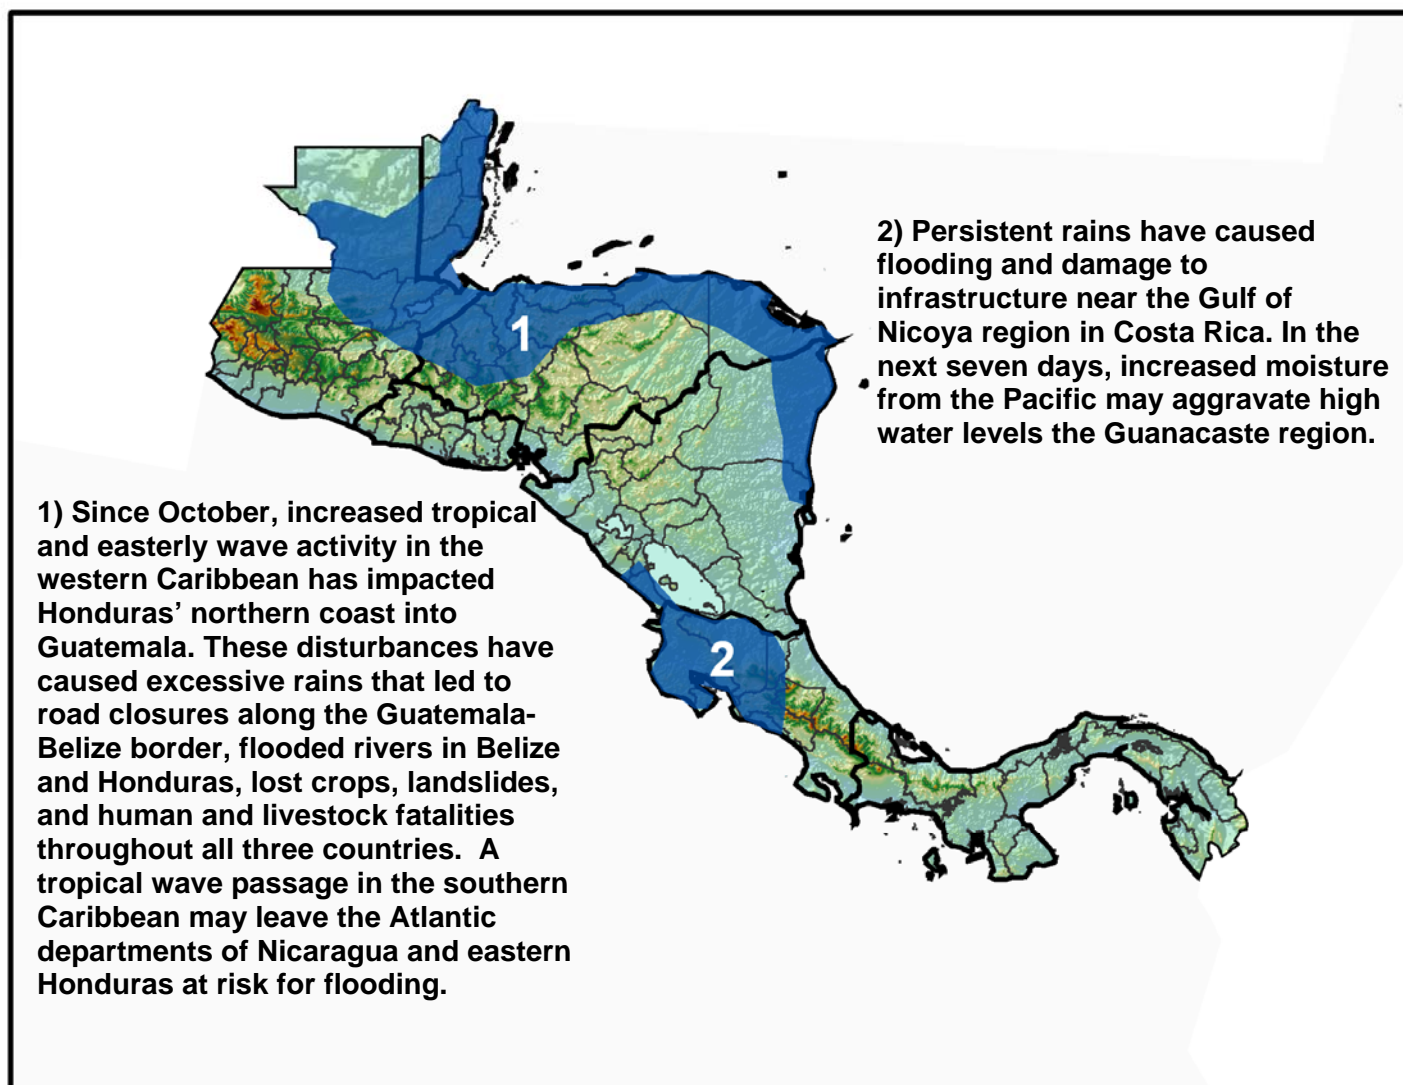 2) Persistent rains have caused
flooding and damage to
infrastructure near the Gulf of
Nicoya region in Costa Rica. In the
next seven days, increased moisture
from the Pacific may aggravate high
water levels the Guanacaste region.
1
1) Since October, increased tropical
and easterly wave activity in the
western Caribbean has impacted
Honduras’ northern coast into
Guatemala. These disturbances have
caused excessive rains that led to
road closures along the Guatemala-
Belize border, flooded rivers in Belize
and Honduras, lost crops, landslides,
and human and livestock fatalities
throughout all three countries.  A
tropical wave passage in the southern
Caribbean may leave the Atlantic
departments of Nicaragua and eastern
Honduras at risk for flooding.
2